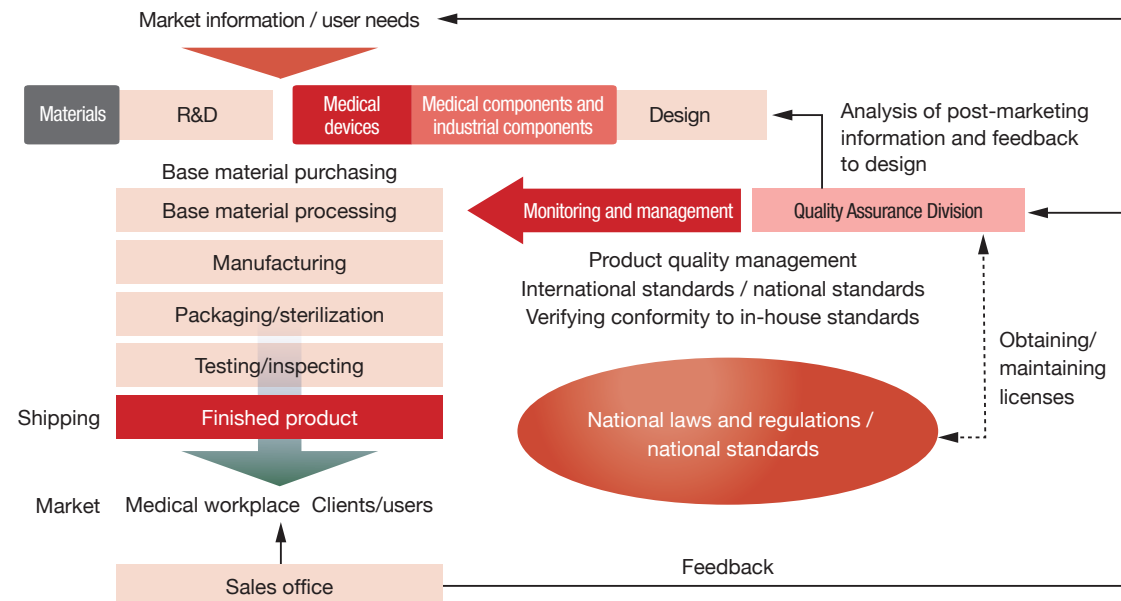 Market information / user needs
Materials
R&D
Medical
devices
Medical components and
industrial components
Design
Analysis of post-marketing
information and feedback
to design
Base material purchasing
Base material processing
Monitoring and management
Quality Assurance Division
Manufacturing
Product quality management
International standards / national standards
Verifying conformity to in-house standards
Packaging/sterilization
Testing/inspecting
Obtaining/
maintaining
licenses
Shipping
Finished product
National laws and regulations /
national standards
Market
Medical workplace
Clients/users
Sales office
Feedback